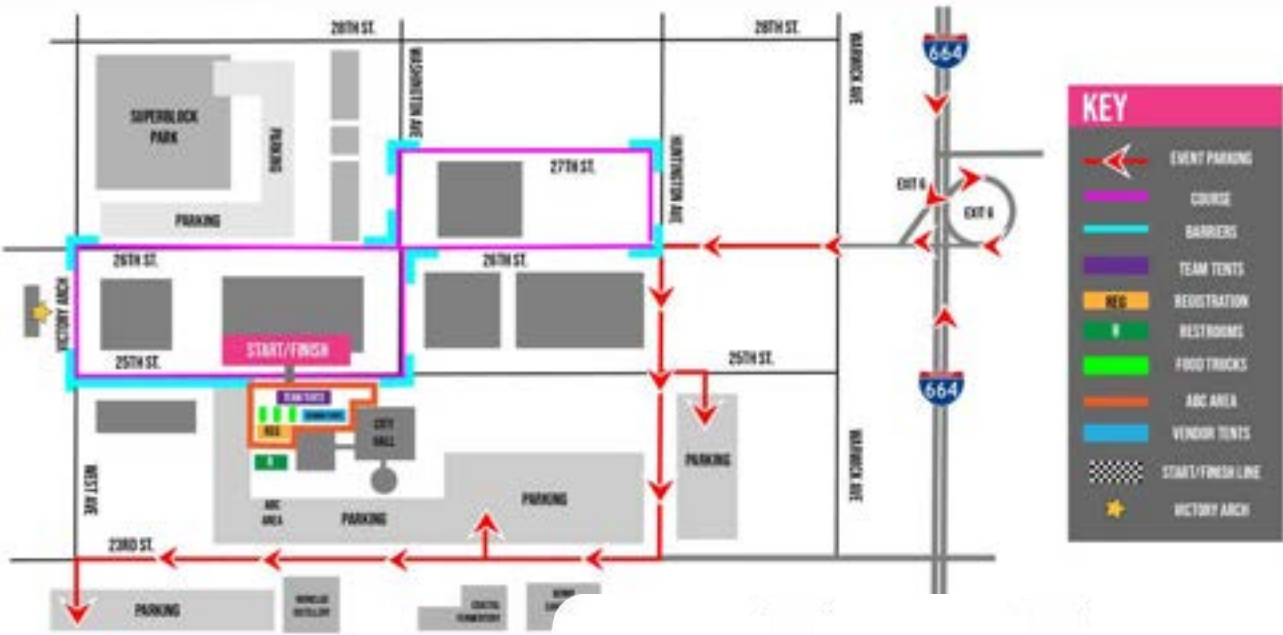 28TH ST.
28TH ST.
WASHINGTON AVE
WARWICK AVE
664
KEY
SUPERBLOCK
PARK
PARKING
PARKING
27TH ST.
HUNTINGTON AVE
EXIT 6
EXIT 6
EVENT PARKING
COURSE
BARRIERS
26TH ST.
26TH ST.
TEAM TENTS
REG
REGISTRATION
R
RESTROOMS
FOOD TRUCKS
ABC AREA
VENDOR TENTS
START/FINISH LINE
VICTORY ARCH
VICTORY ARCH
START/FINISH
25TH ST.
25TH ST.
664
TEAM TENTS
REG
CITY
HALL
R
WEST AVE
ABC
AREA
PARKING
PARKING
PARKING
WARWICK AVE
23RD ST.
PARKING
DISTILLERY
COASTAL
FERMENTORY